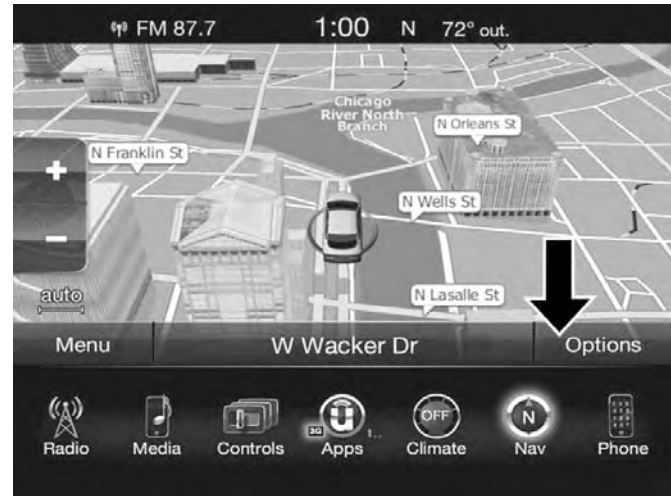 FM 87.7
1:00
N
72° out.
Chicago
River North
Branch
N Orleans St
N Franklin St
+
N Wells St
−
auto
N Lasalle St
Menu
W Wacker Dr
Options
OFF
N
3G
1..
Radio
Media
Controls
Apps
Climate
Nav
Phone